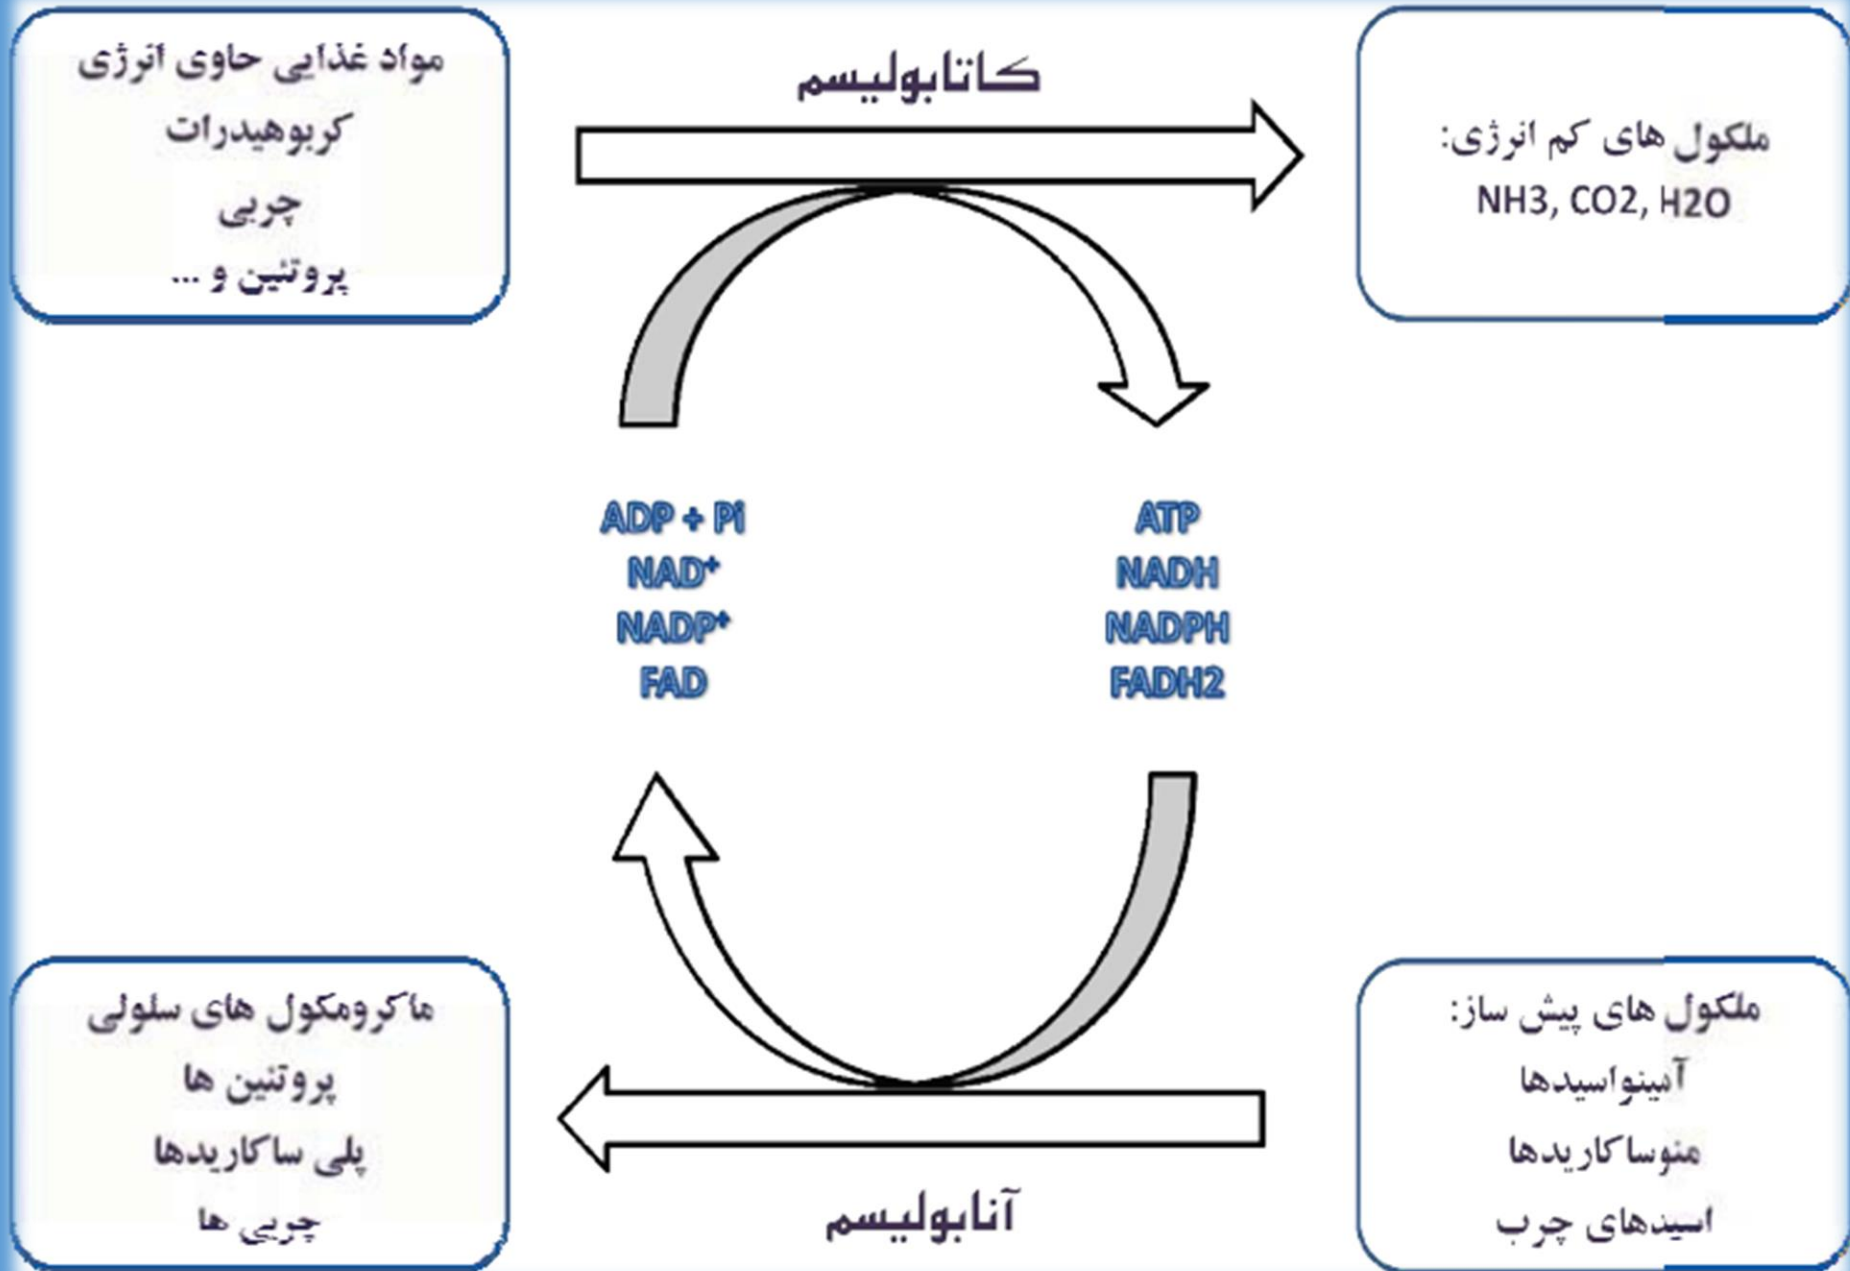 مواد غذایی حاوی انرژی
کربوهیدرات
چربی
پروتئین و ...
کاتابولیسم
ملکول های کم انرژی:
NH3, CO2, H2O
ADP + Pi
NAD⁺
NADP⁺
FAD
ATP
NADH
NADPH
FADH2
ماکرومکول های سلولی
پروتئین ها
پلی ساکاریدها
چربی ها
آنابولیسم
ملکول های پیش ساز:
آمینواسیدها
منوساکاریدها
اسیدهای چرب